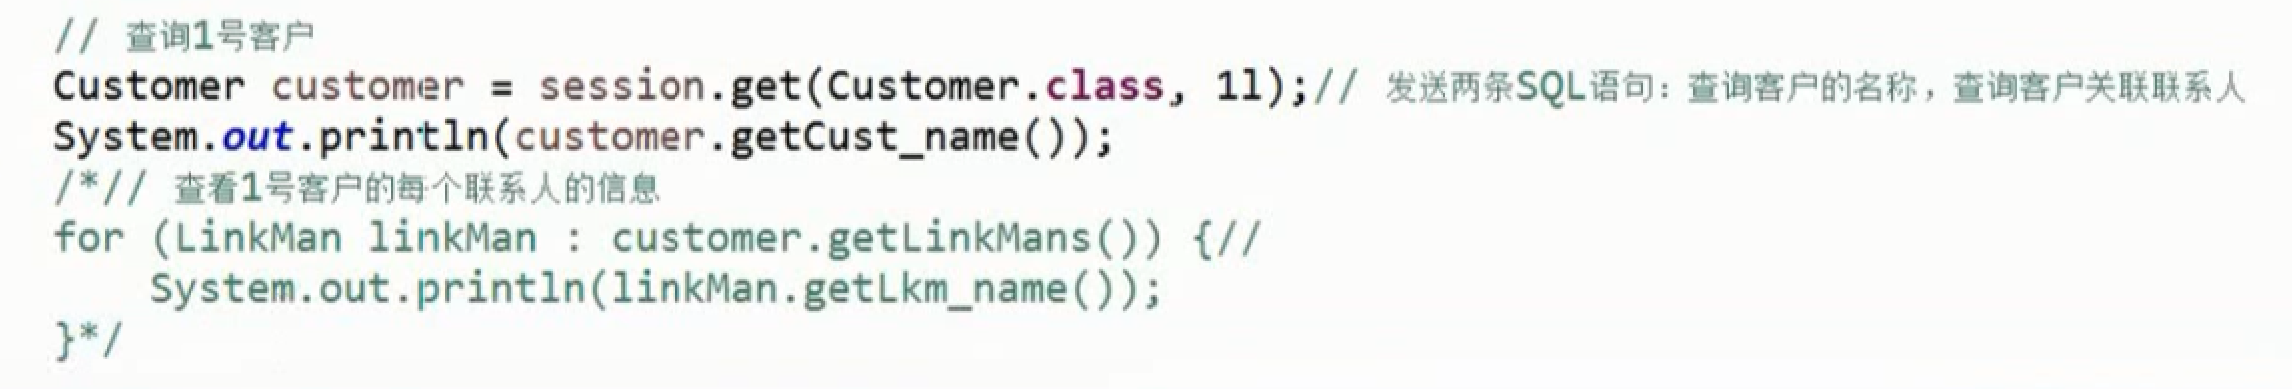 // 查询1号客户
Customer customer = session.get(Customer.class, 1l);// 发送两条SQL语句：查询客户的名称，查询客户关联联系人
System.out.println(customer.getCust_name());
/*// 查看1号客户的每个联系人的信息
for (LinkMan linkMan : customer.getLinkMans()) {//
    System.out.println(linkMan.getLkm_name());
}*/